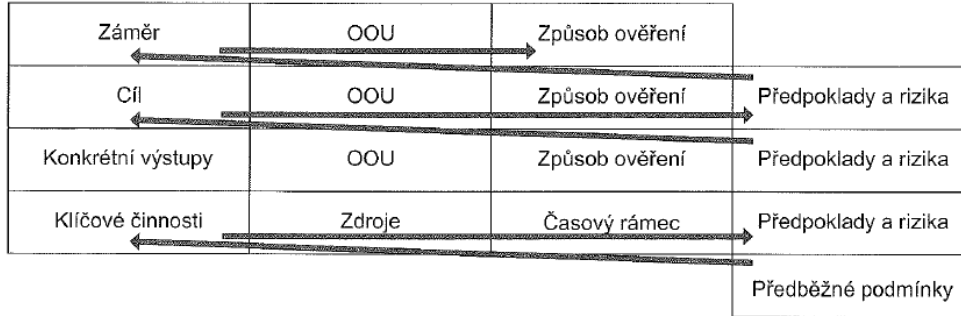 Záměr OOU Způsob ověření
Cíl OOU Způsob ověření Předpoklady a rizika
Konkrétní výstupy OOU Způsob ověření Předpoklady a rizika
Klíčové činnosti Zdroje Časový rámec Předpoklady a rizika
Předběžné podmínky